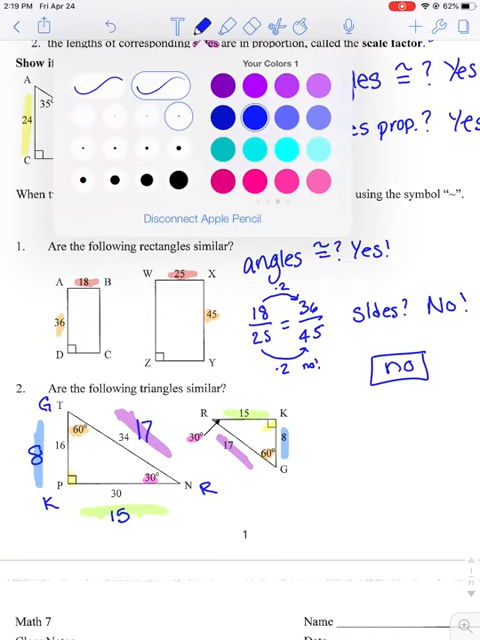 2:19 PM Fri Apr 24
62%
2. the lengths of corresponding sides are in proportion, called the scale factor.
Show if
Your Colors 1
les ≅? Yes
A
35°
24
es prop.? Yes
C
Disconnect Apple Pencil
When t
using the symbol “~”.
1. Are the following rectangles similar?
angles ≅? Yes!
A 18 B
W 25 X
36
45
D C
Z Y
·2
18/25 = 36/45
·2 no!
sides? No!
no
2. Are the following triangles similar?
G T
R 15 K
60°
34 17
30°
8 16
17
8
60°
G
30°
P 30 N R
K
15
1
Math 7
Name